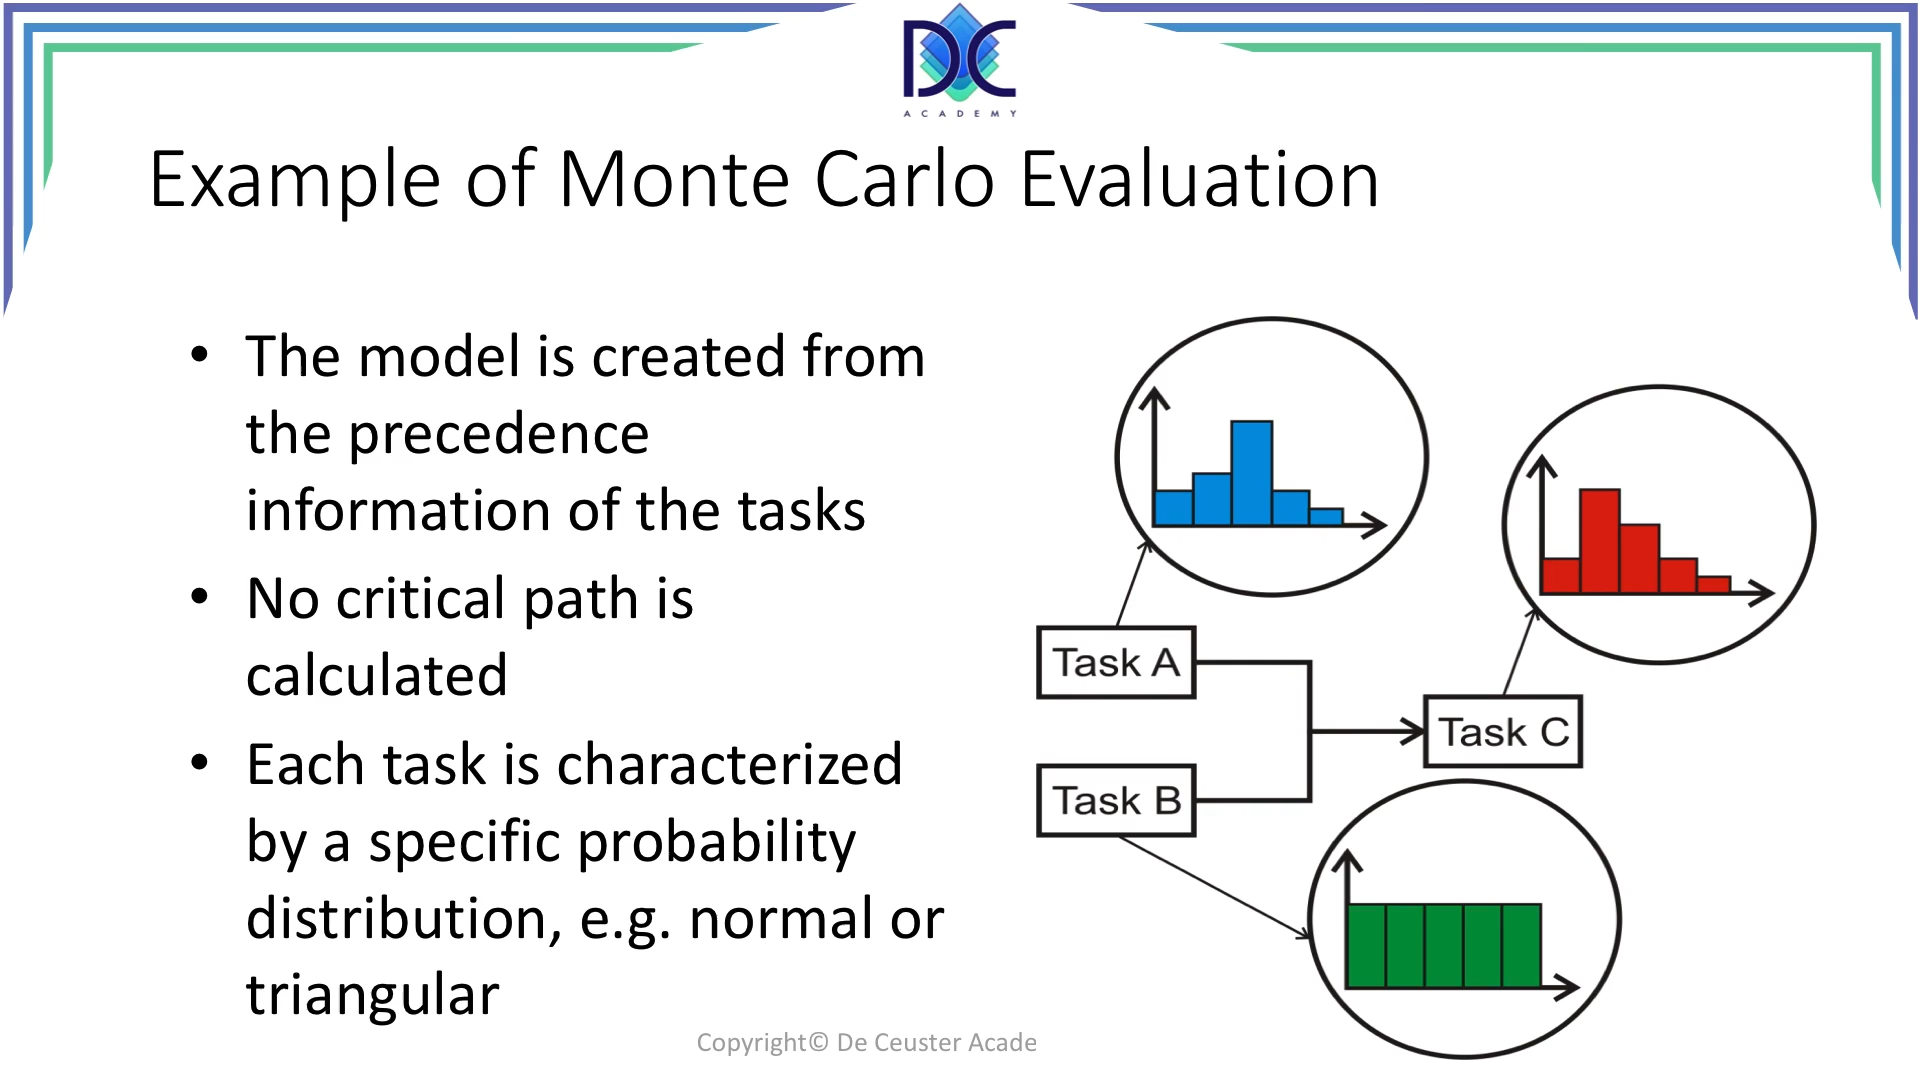 DC
ACADEMY
Example of Monte Carlo Evaluation
• The model is created from
the precedence
information of the tasks
• No critical path is
calculated
• Each task is characterized
by a specific probability
distribution, e.g. normal or
triangular
Task A
Task B
Task C
Copyright© De Ceuster Acade